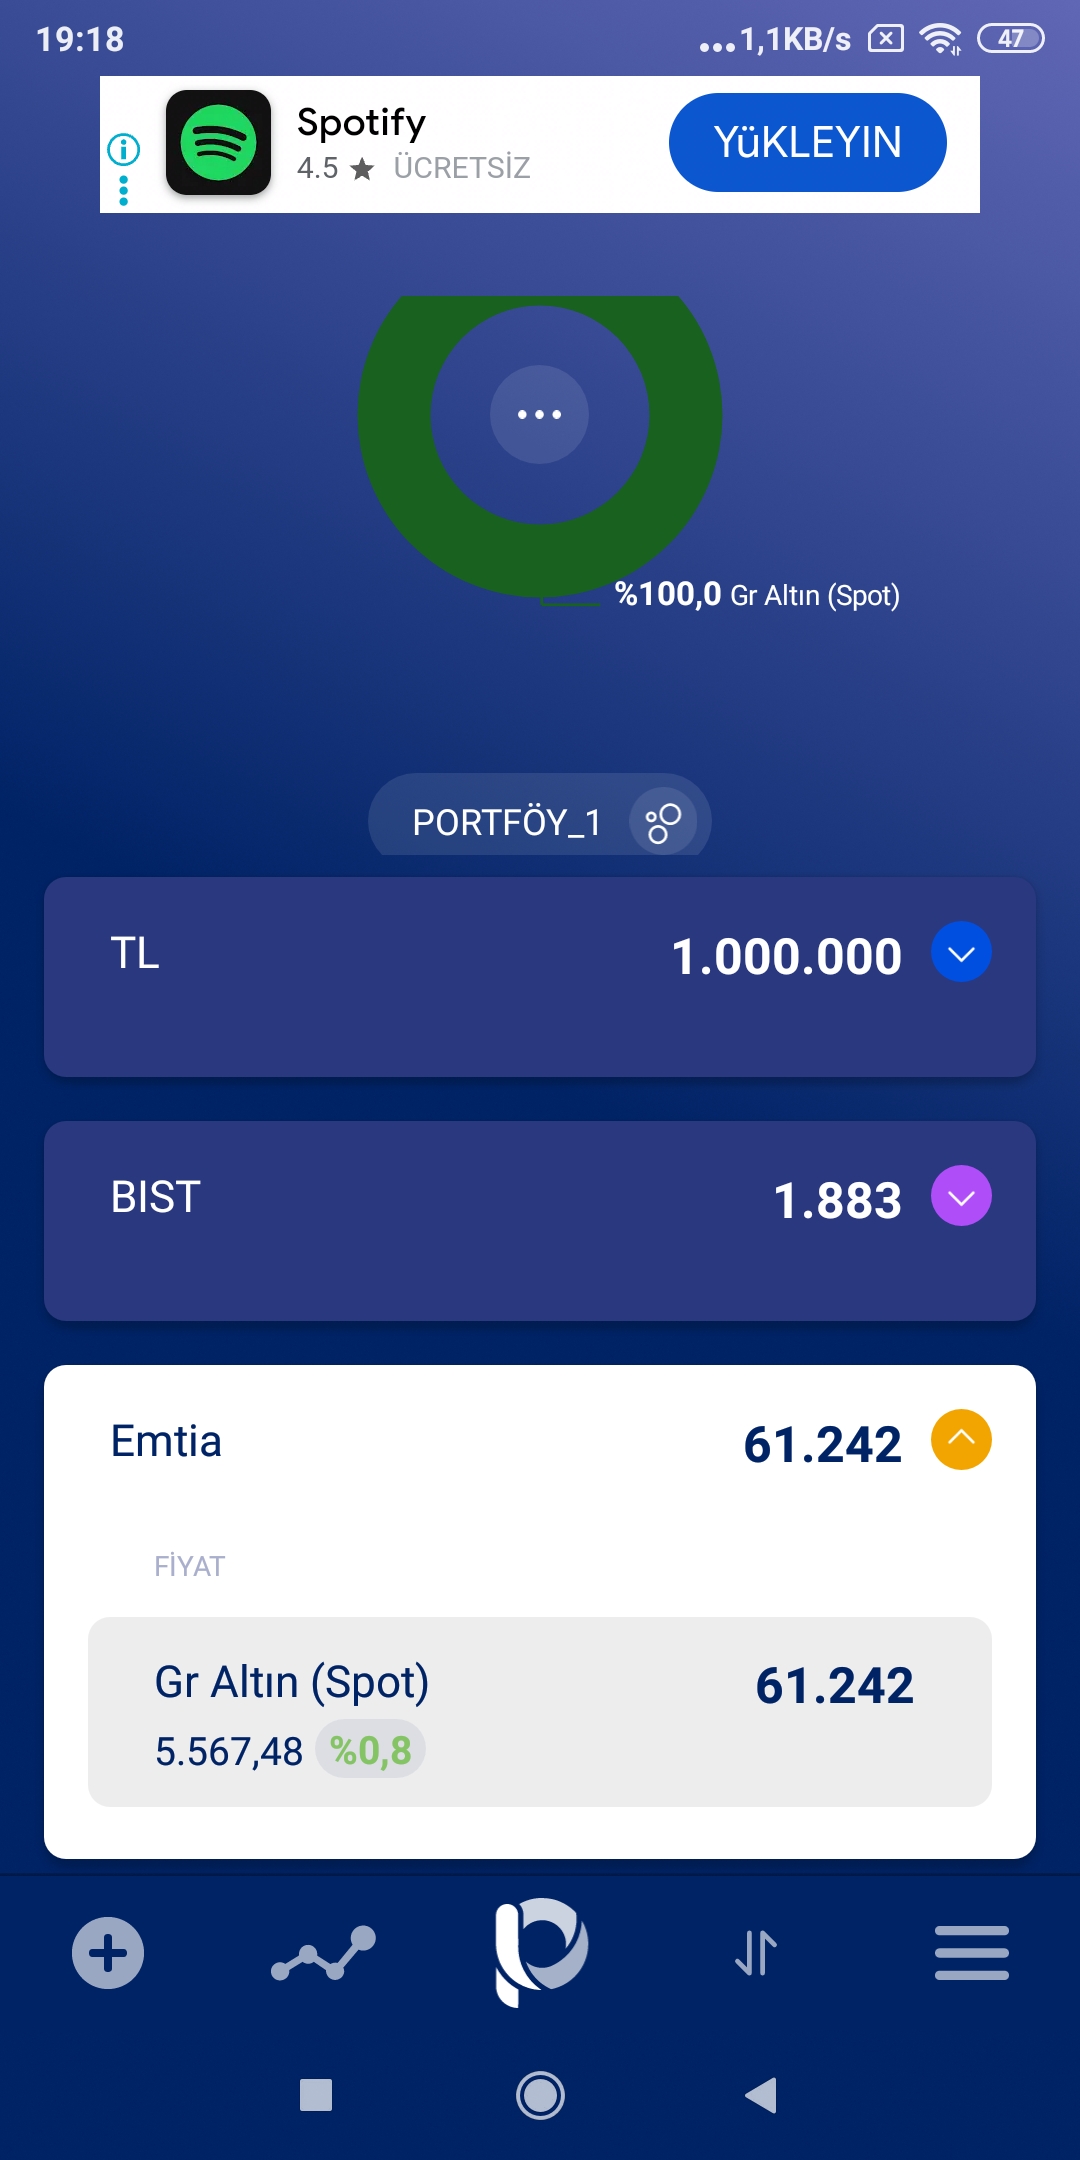 19:18
...1,1KB/s
47
Spotify
4.5 ★ ÜCRETSİZ
YüKLEYIN
%100,0 Gr Altın (Spot)
PORTFÖY_1
TL
1.000.000
BIST
1.883
Emtia
61.242
FİYAT
Gr Altın (Spot)
61.242
5.567,48 %0,8